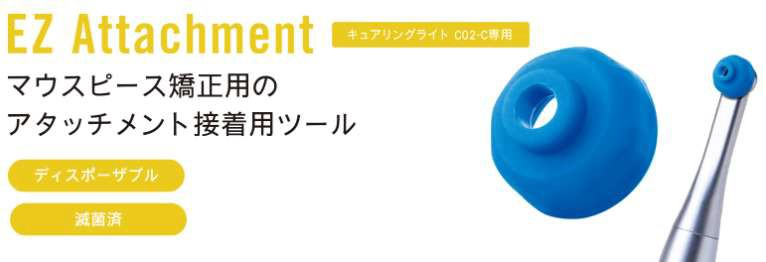 EZ Attachment
キュアリングライト C02-C専用
マウスピース矯正用の
アタッチメント接着用ツール
ディスポーザブル
滅菌済